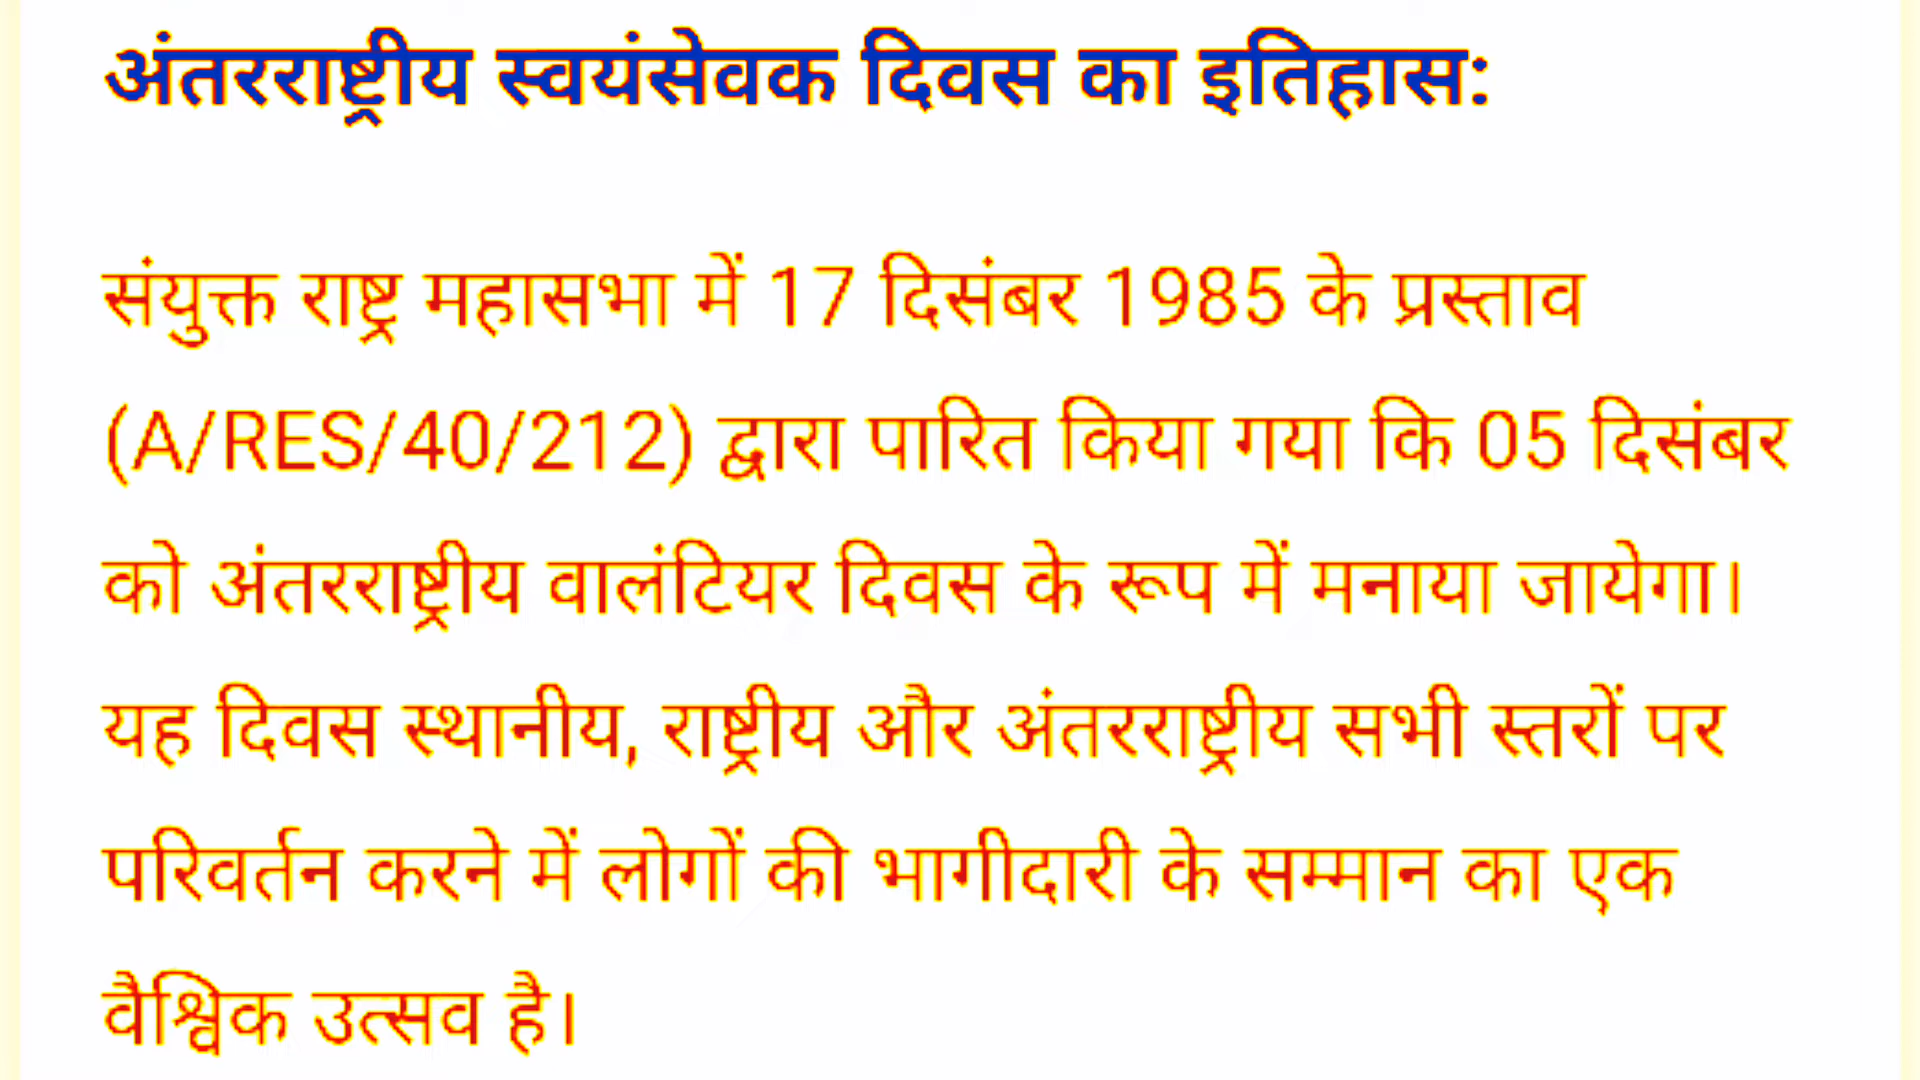 अंतरराष्ट्रीय स्वयंसेवक दिवस का इतिहास:
संयुक्त राष्ट्र महासभा में 17 दिसंबर 1985 के प्रस्ताव
(A/RES/40/212) द्वारा पारित किया गया कि 05 दिसंबर
को अंतरराष्ट्रीय वालंटियर दिवस के रूप में मनाया जायेगा।
यह दिवस स्थानीय, राष्ट्रीय और अंतरराष्ट्रीय सभी स्तरों पर
परिवर्तन करने में लोगों की भागीदारी के सम्मान का एक
वैश्विक उत्सव है।